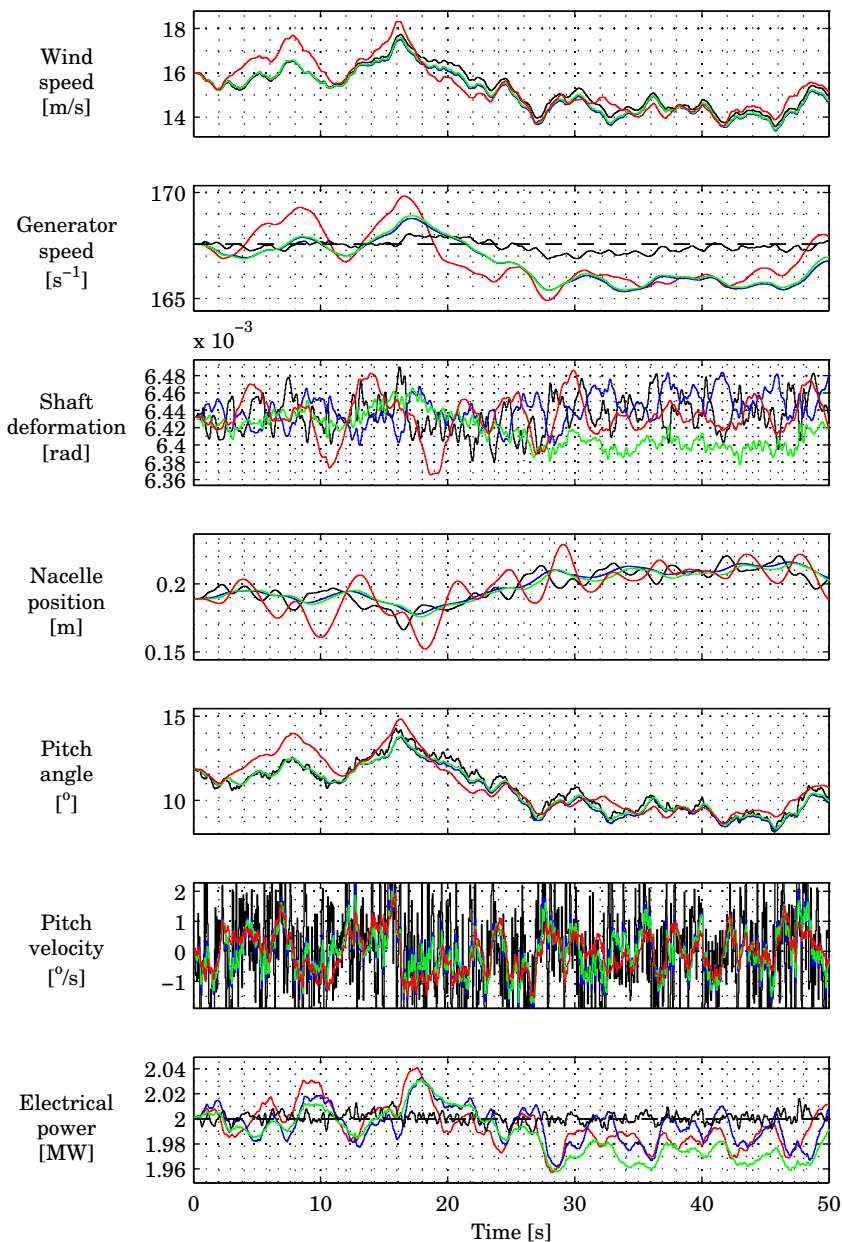 18
Wind
speed
[m/s]
16
14
170
Generator
speed
[s⁻¹]
165
x 10⁻³
6.48
6.46
Shaft
deformation
[rad]
6.44
6.42
6.4
6.38
6.36
Nacelle
position
[m]
0.2
0.15
15
Pitch
angle
[°]
10
2
Pitch
velocity
[°/s]
1
0
−1
2.04
Electrical
power
[MW]
2.02
2
1.98
1.96
0 10 20 30 40 50
Time [s]